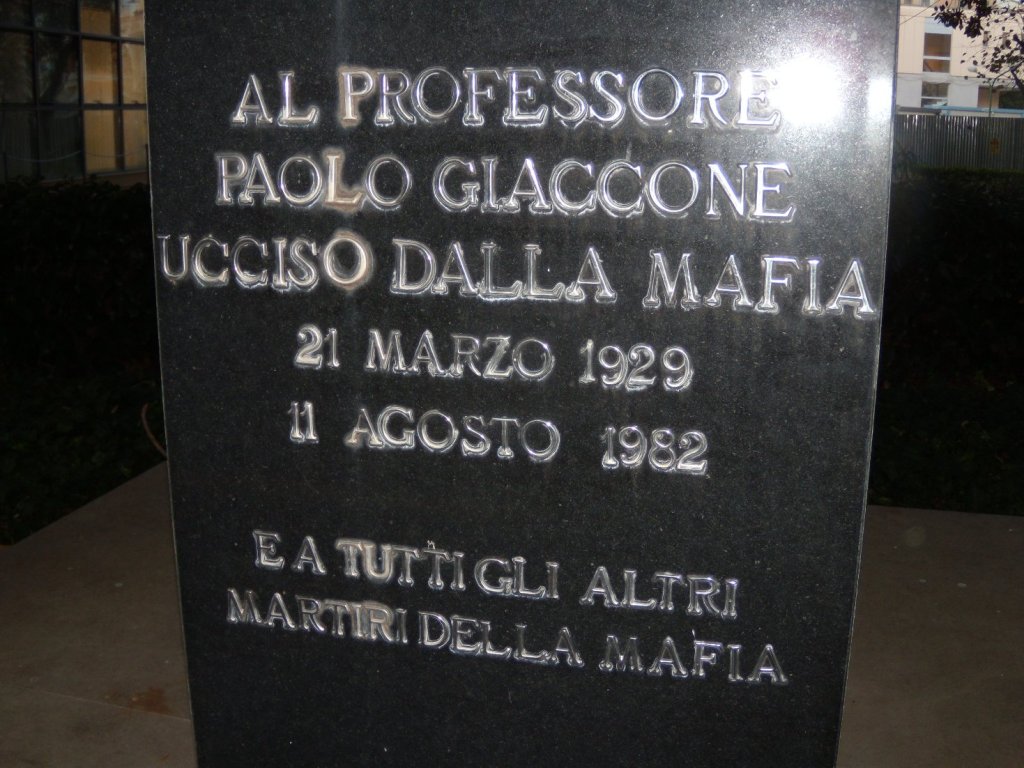 AL PROFESSORE
PAOLO GIACCONE
UCCISO DALLA MAFIA
21 MARZO 1929
11 AGOSTO 1982
E A TUTTI GLI ALTRI
MARTIRI DELLA MAFIA